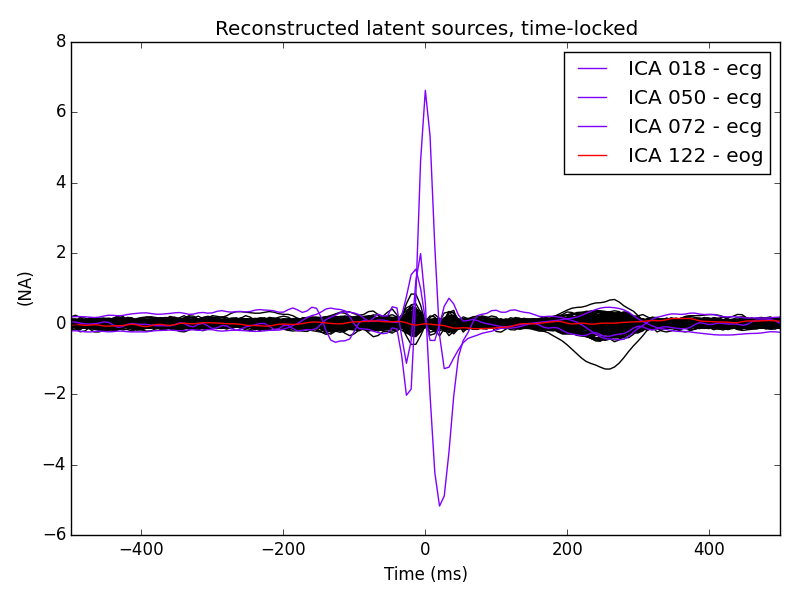 Reconstructed latent sources, time-locked
8
6
4
2
0
−2
−4
−6
(NA)
ICA 018 - ecg
ICA 050 - ecg
ICA 072 - ecg
ICA 122 - eog
−400
−200
0
200
400
Time (ms)